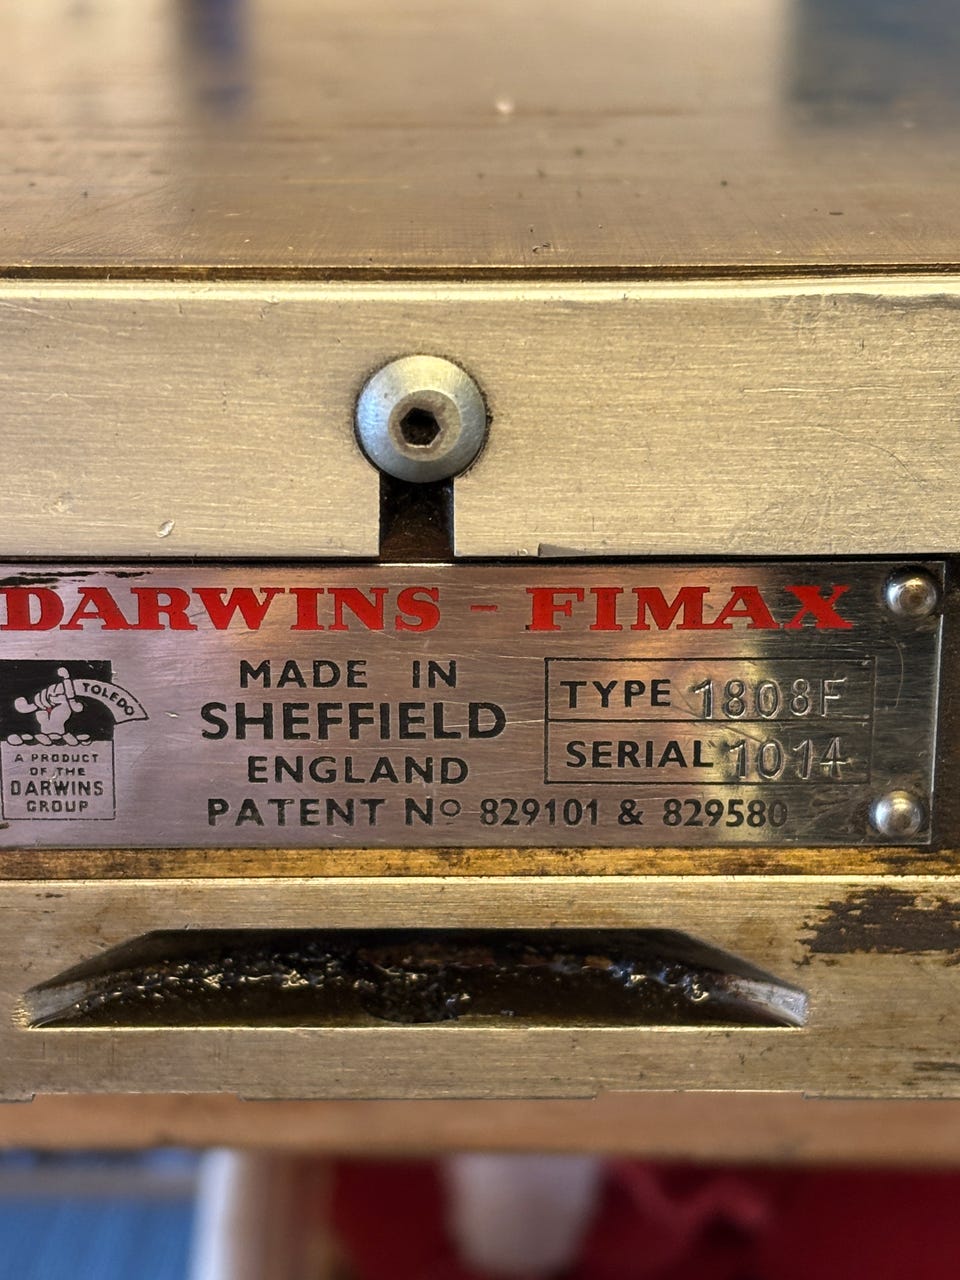 DARWINS - FIMAX
TOLEDO
A PRODUCT
OF THE
DARWINS
GROUP
MADE IN
SHEFFIELD
ENGLAND
PATENT Nº 829101 & 829580
TYPE 1808F
SERIAL 1014